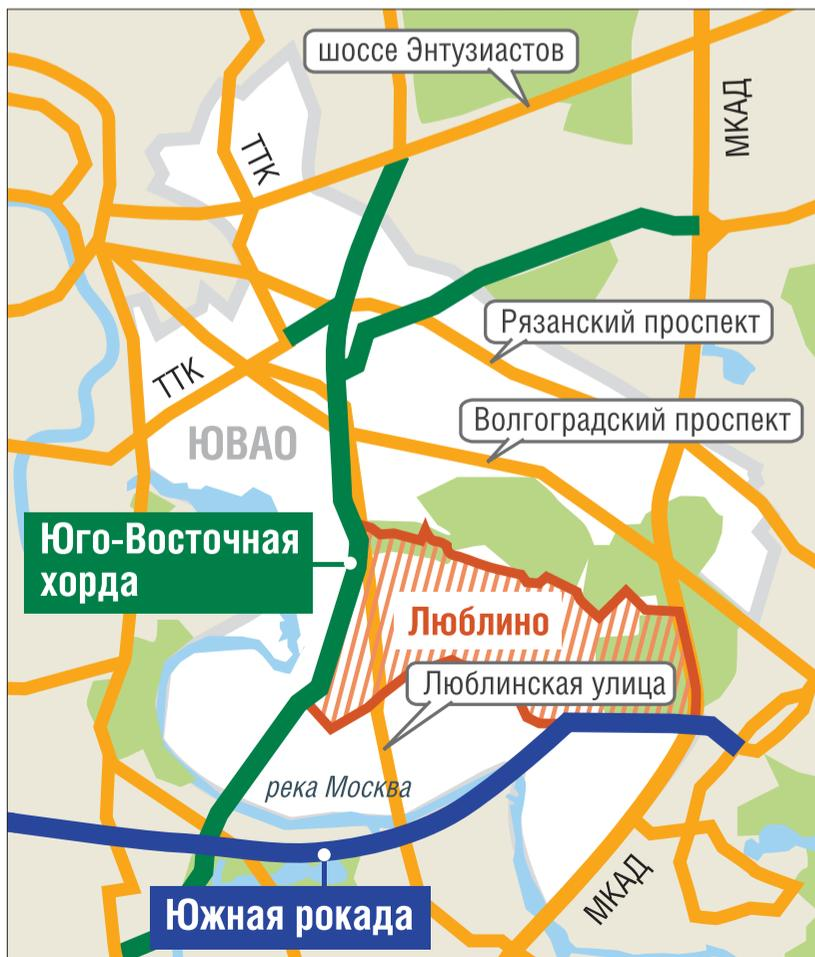 шоссе Энтузиастов
МКАД
ТТК
Рязанский проспект
ТТК
Волгоградский проспект
ЮВАО
Юго-Восточная
хорда
Люблино
Люблинская улица
река Москва
МКАД
Южная рокада